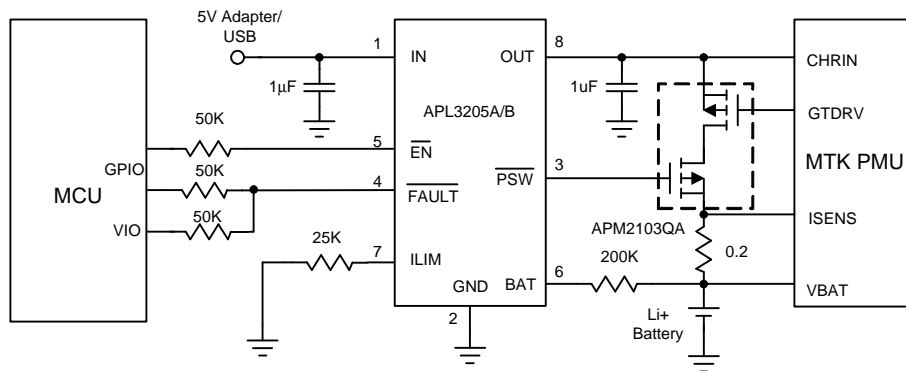 5V Adapter/
USB
1
IN
OUT
8
CHRIN
1μF
1uF
APL3205A/B
GTDRV
50K
5
EN
GPIO
50K
3
PSW
MTK PMU
MCU
4
FAULT
50K
VIO
ISENS
APM2103QA
25K
7
ILIM
200K
0.2
GND
BAT
6
VBAT
2
Li+
Battery